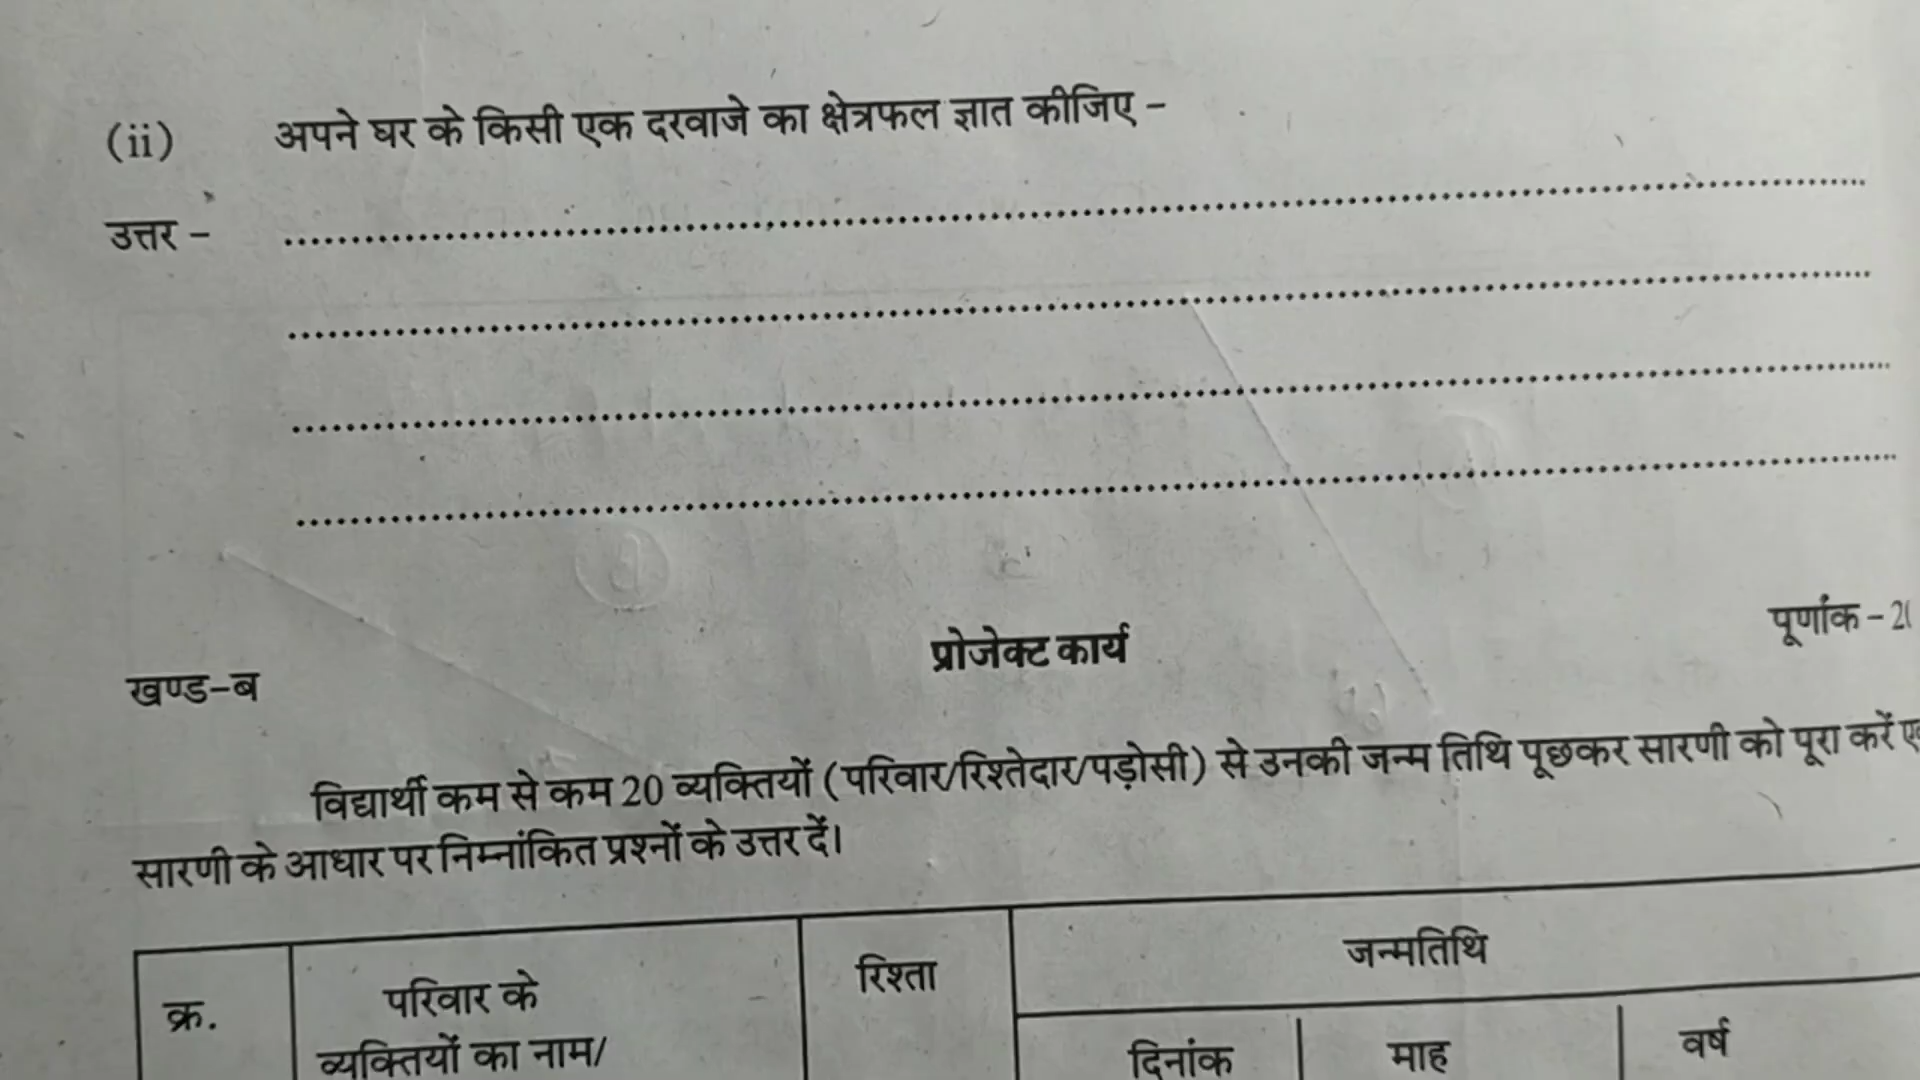 (ii) अपने घर के किसी एक दरवाजे का क्षेत्रफल ज्ञात कीजिए –
उत्तर –
पूर्णांक – 2
प्रोजेक्ट कार्य
खण्ड-ब
विद्यार्थी कम से कम 20 व्यक्तियों (परिवार/रिश्तेदार/पड़ोसी) से उनकी जन्म तिथि पूछकर सारणी को पूरा करें
सारणी के आधार पर निम्नांकित प्रश्नों के उत्तर दें।
क्र. परिवार के रिश्ता जन्मतिथि
व्यक्तियों का नाम/ दिनांक माह वर्ष